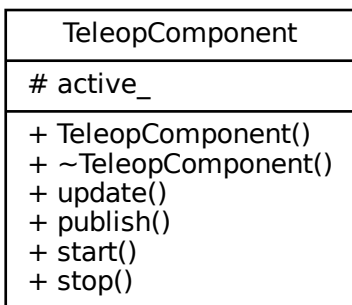 TeleopComponent
# active_
+ TeleopComponent()
+ ~TeleopComponent()
+ update()
+ publish()
+ start()
+ stop()